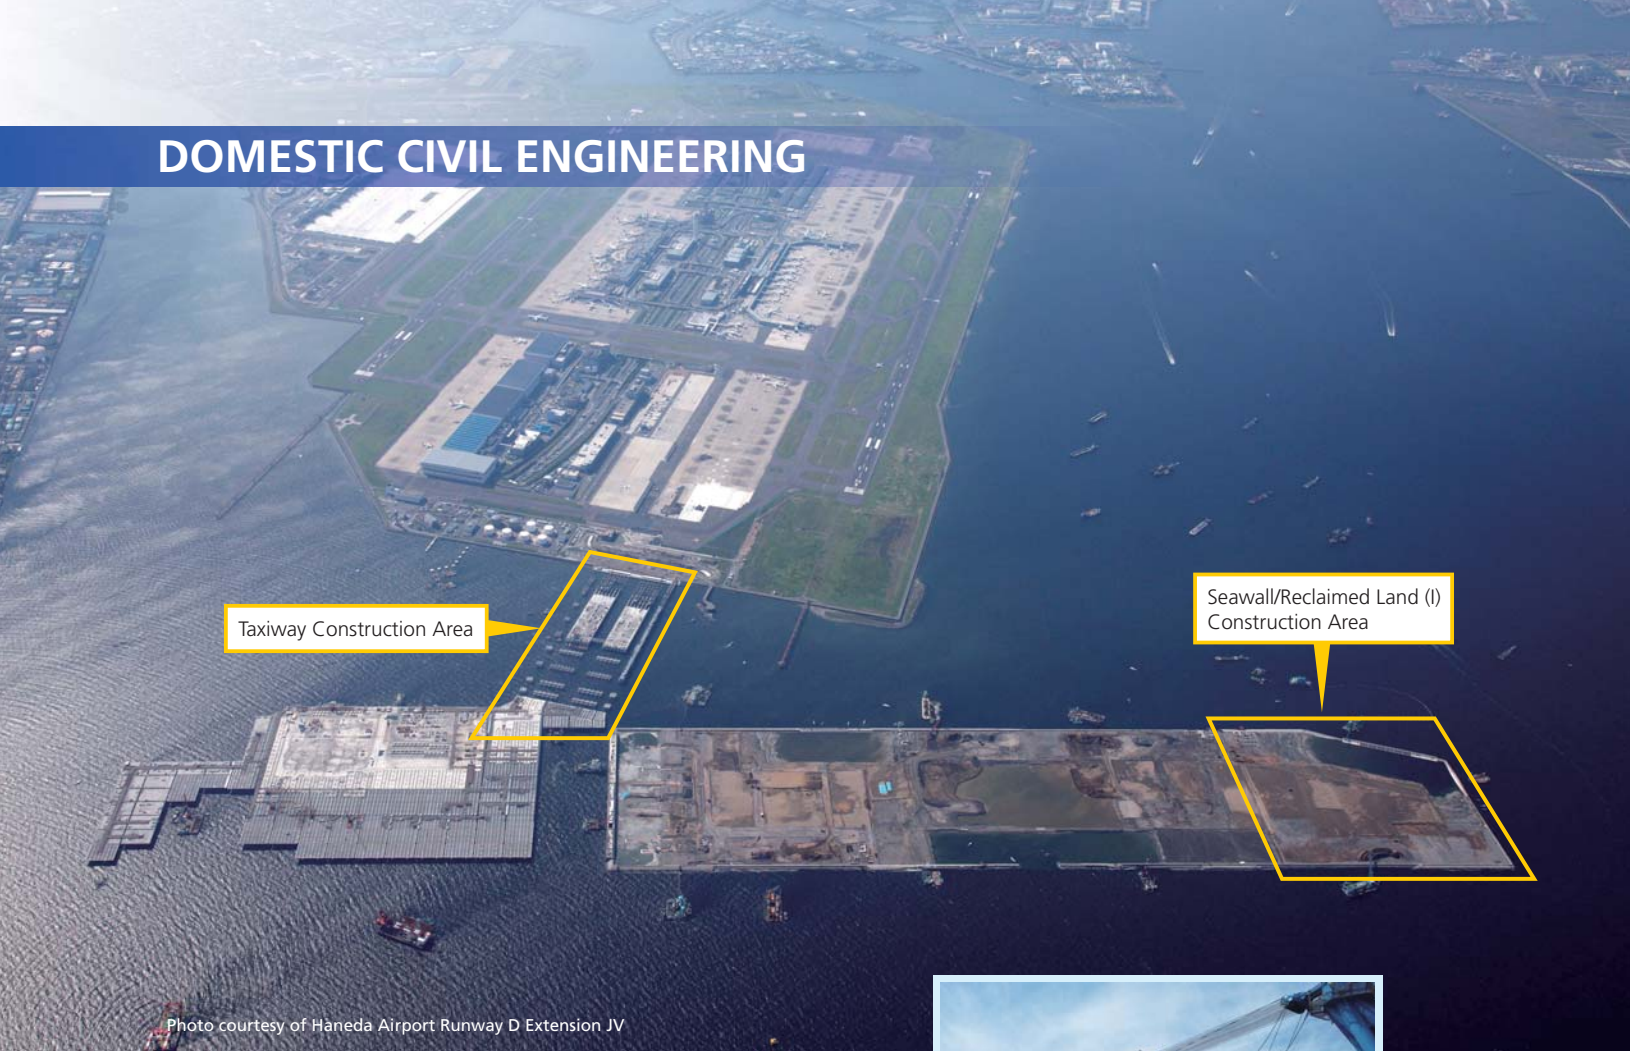 DOMESTIC CIVIL ENGINEERING
Taxiway Construction Area
Seawall/Reclaimed Land (I)
Construction Area
Photo courtesy of Haneda Airport Runway D Extension JV